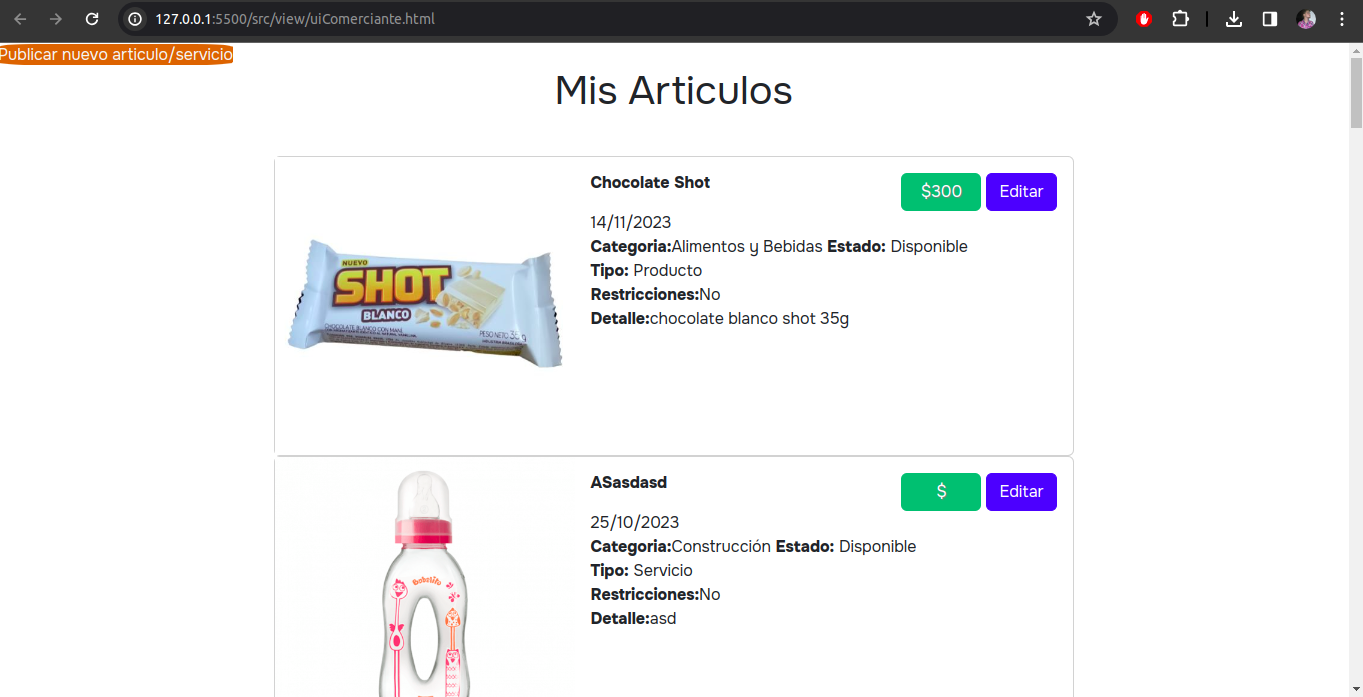 127.0.0.1:5500/src/view/uiComerciante.html
Publicar nuevo articulo/servicio
Mis Articulos
Chocolate Shot
$300
Editar
14/11/2023
Categoria:Alimentos y Bebidas Estado: Disponible
Tipo: Producto
Restricciones:No
Detalle:chocolate blanco shot 35g
NUEVO
SHOT
BLANCO
CHOCOLATE BLANCO CON MANÍ
PESO NETO 35 g
ASasdasd
$
Editar
25/10/2023
Categoria:Construcción Estado: Disponible
Tipo: Servicio
Restricciones:No
Detalle:asd